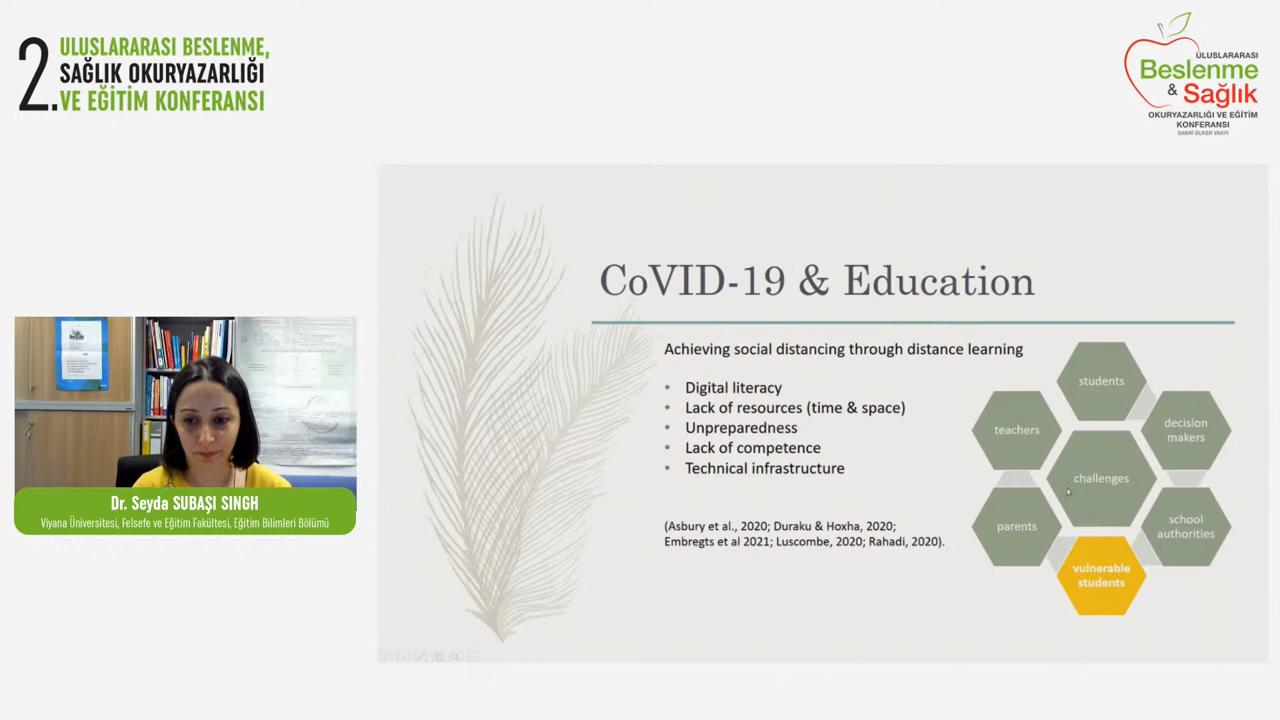 2.
ULUSLARARASI BESLENME,
SAĞLIK OKURYAZARLIĞI
VE EĞİTİM KONFERANSI
ULUSLARARASI
Beslenme
& Sağlık
OKURYAZARLIĞI VE EĞİTİM
KONFERANSI
SABRİ ÜLKER VAKFI
CoVID-19 & Education
Achieving social distancing through distance learning
• Digital literacy
• Lack of resources (time & space)
• Unpreparedness
• Lack of competence
• Technical infrastructure
(Asbury et al., 2020; Duraku & Hoxha, 2020;
Embregts et al 2021; Luscombe, 2020; Rahadi, 2020).
students
teachers
decision
makers
challenges
parents
school
authorities
vulnerable
students
Dr. Seyda SUBAŞI SINGH
Viyana Üniversitesi, Felsefe ve Eğitim Fakültesi, Eğitim Bilimleri Bölümü